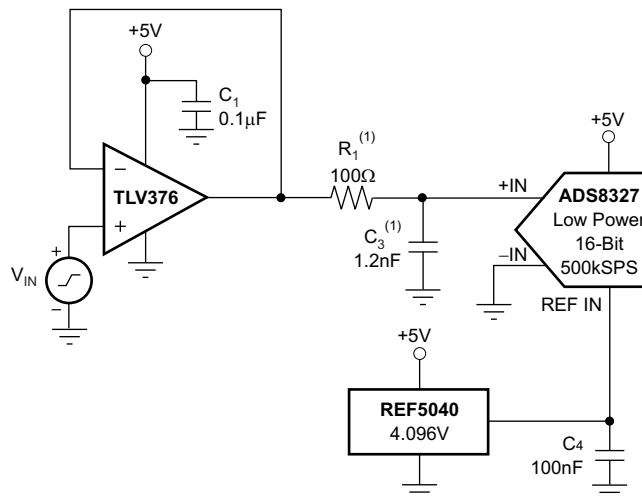 +5V
C1
0.1μF
R1(1)
100Ω
−
TLV376
+
+
VIN
−
C3(1)
1.2nF
+5V
+IN
ADS8327
Low Power
16-Bit
500kSPS
−IN
REF IN
+5V
REF5040
4.096V
C4
100nF